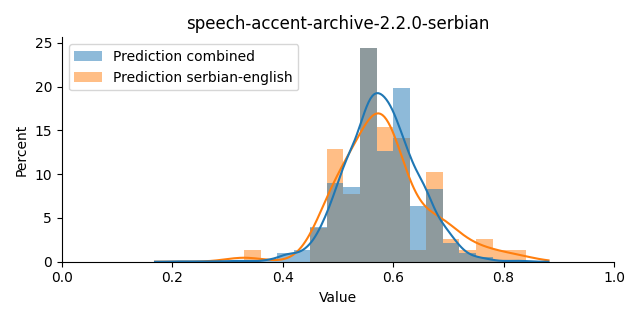 speech-accent-archive-2.2.0-serbian
Prediction combined
Prediction serbian-english
Percent
25
20
15
10
5
0
0.0 0.2 0.4 0.6 0.8 1.0
Value